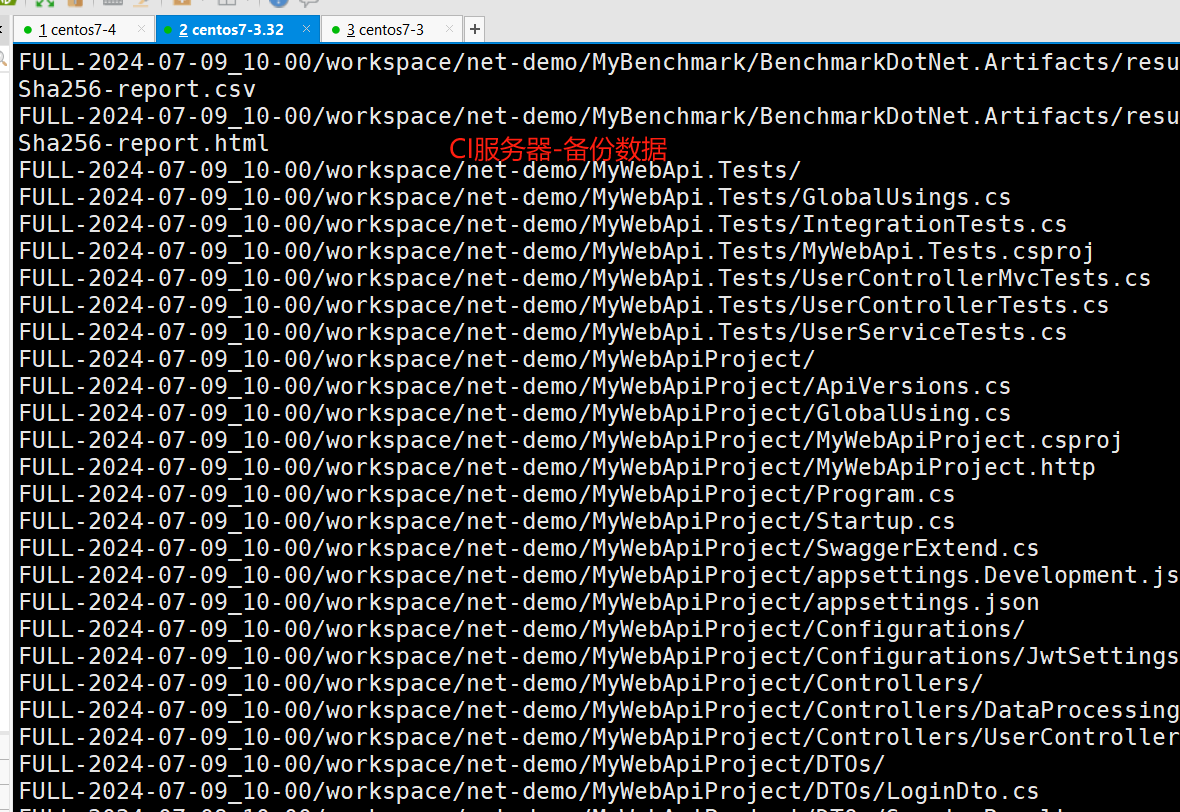 1 centos7-4
2 centos7-3.32
3 centos7-3
FULL-2024-07-09_10-00/workspace/net-demo/MyBenchmark/BenchmarkDotNet.Artifacts/resu
Sha256-report.csv
FULL-2024-07-09_10-00/workspace/net-demo/MyBenchmark/BenchmarkDotNet.Artifacts/resu
Sha256-report.html
CI服务器-备份数据
FULL-2024-07-09_10-00/workspace/net-demo/MyWebApi.Tests/
FULL-2024-07-09_10-00/workspace/net-demo/MyWebApi.Tests/GlobalUsings.cs
FULL-2024-07-09_10-00/workspace/net-demo/MyWebApi.Tests/IntegrationTests.cs
FULL-2024-07-09_10-00/workspace/net-demo/MyWebApi.Tests/MyWebApi.Tests.csproj
FULL-2024-07-09_10-00/workspace/net-demo/MyWebApi.Tests/UserControllerMvcTests.cs
FULL-2024-07-09_10-00/workspace/net-demo/MyWebApi.Tests/UserControllerTests.cs
FULL-2024-07-09_10-00/workspace/net-demo/MyWebApi.Tests/UserServiceTests.cs
FULL-2024-07-09_10-00/workspace/net-demo/MyWebApiProject/
FULL-2024-07-09_10-00/workspace/net-demo/MyWebApiProject/ApiVersions.cs
FULL-2024-07-09_10-00/workspace/net-demo/MyWebApiProject/GlobalUsing.cs
FULL-2024-07-09_10-00/workspace/net-demo/MyWebApiProject/MyWebApiProject.csproj
FULL-2024-07-09_10-00/workspace/net-demo/MyWebApiProject/MyWebApiProject.http
FULL-2024-07-09_10-00/workspace/net-demo/MyWebApiProject/Program.cs
FULL-2024-07-09_10-00/workspace/net-demo/MyWebApiProject/Startup.cs
FULL-2024-07-09_10-00/workspace/net-demo/MyWebApiProject/SwaggerExtend.cs
FULL-2024-07-09_10-00/workspace/net-demo/MyWebApiProject/appsettings.Development.js
FULL-2024-07-09_10-00/workspace/net-demo/MyWebApiProject/appsettings.json
FULL-2024-07-09_10-00/workspace/net-demo/MyWebApiProject/Configurations/
FULL-2024-07-09_10-00/workspace/net-demo/MyWebApiProject/Configurations/JwtSettings
FULL-2024-07-09_10-00/workspace/net-demo/MyWebApiProject/Controllers/
FULL-2024-07-09_10-00/workspace/net-demo/MyWebApiProject/Controllers/DataProcessing
FULL-2024-07-09_10-00/workspace/net-demo/MyWebApiProject/Controllers/UserController
FULL-2024-07-09_10-00/workspace/net-demo/MyWebApiProject/DTOs/
FULL-2024-07-09_10-00/workspace/net-demo/MyWebApiProject/DTOs/LoginDto.cs